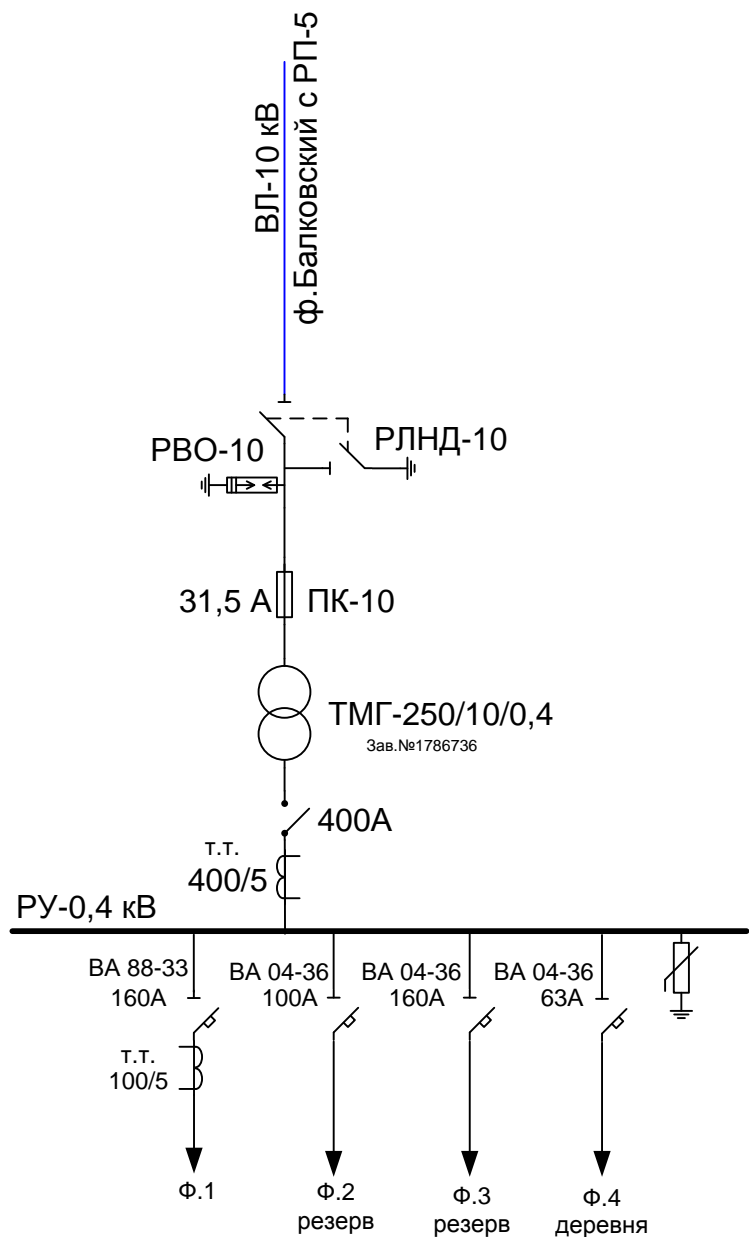 ВЛ-10 кВ
ф.Балковский с РП-5
РВО-10
РЛНД-10
31,5 А
ПК-10
ТМГ-250/10/0,4
Зав.№1786736
400А
т.т.
400/5
РУ-0,4 кВ
ВА 88-33
160А
ВА 04-36
100А
ВА 04-36
160А
ВА 04-36
63А
т.т.
100/5
Ф.1
Ф.2
резерв
Ф.3
резерв
Ф.4
деревня